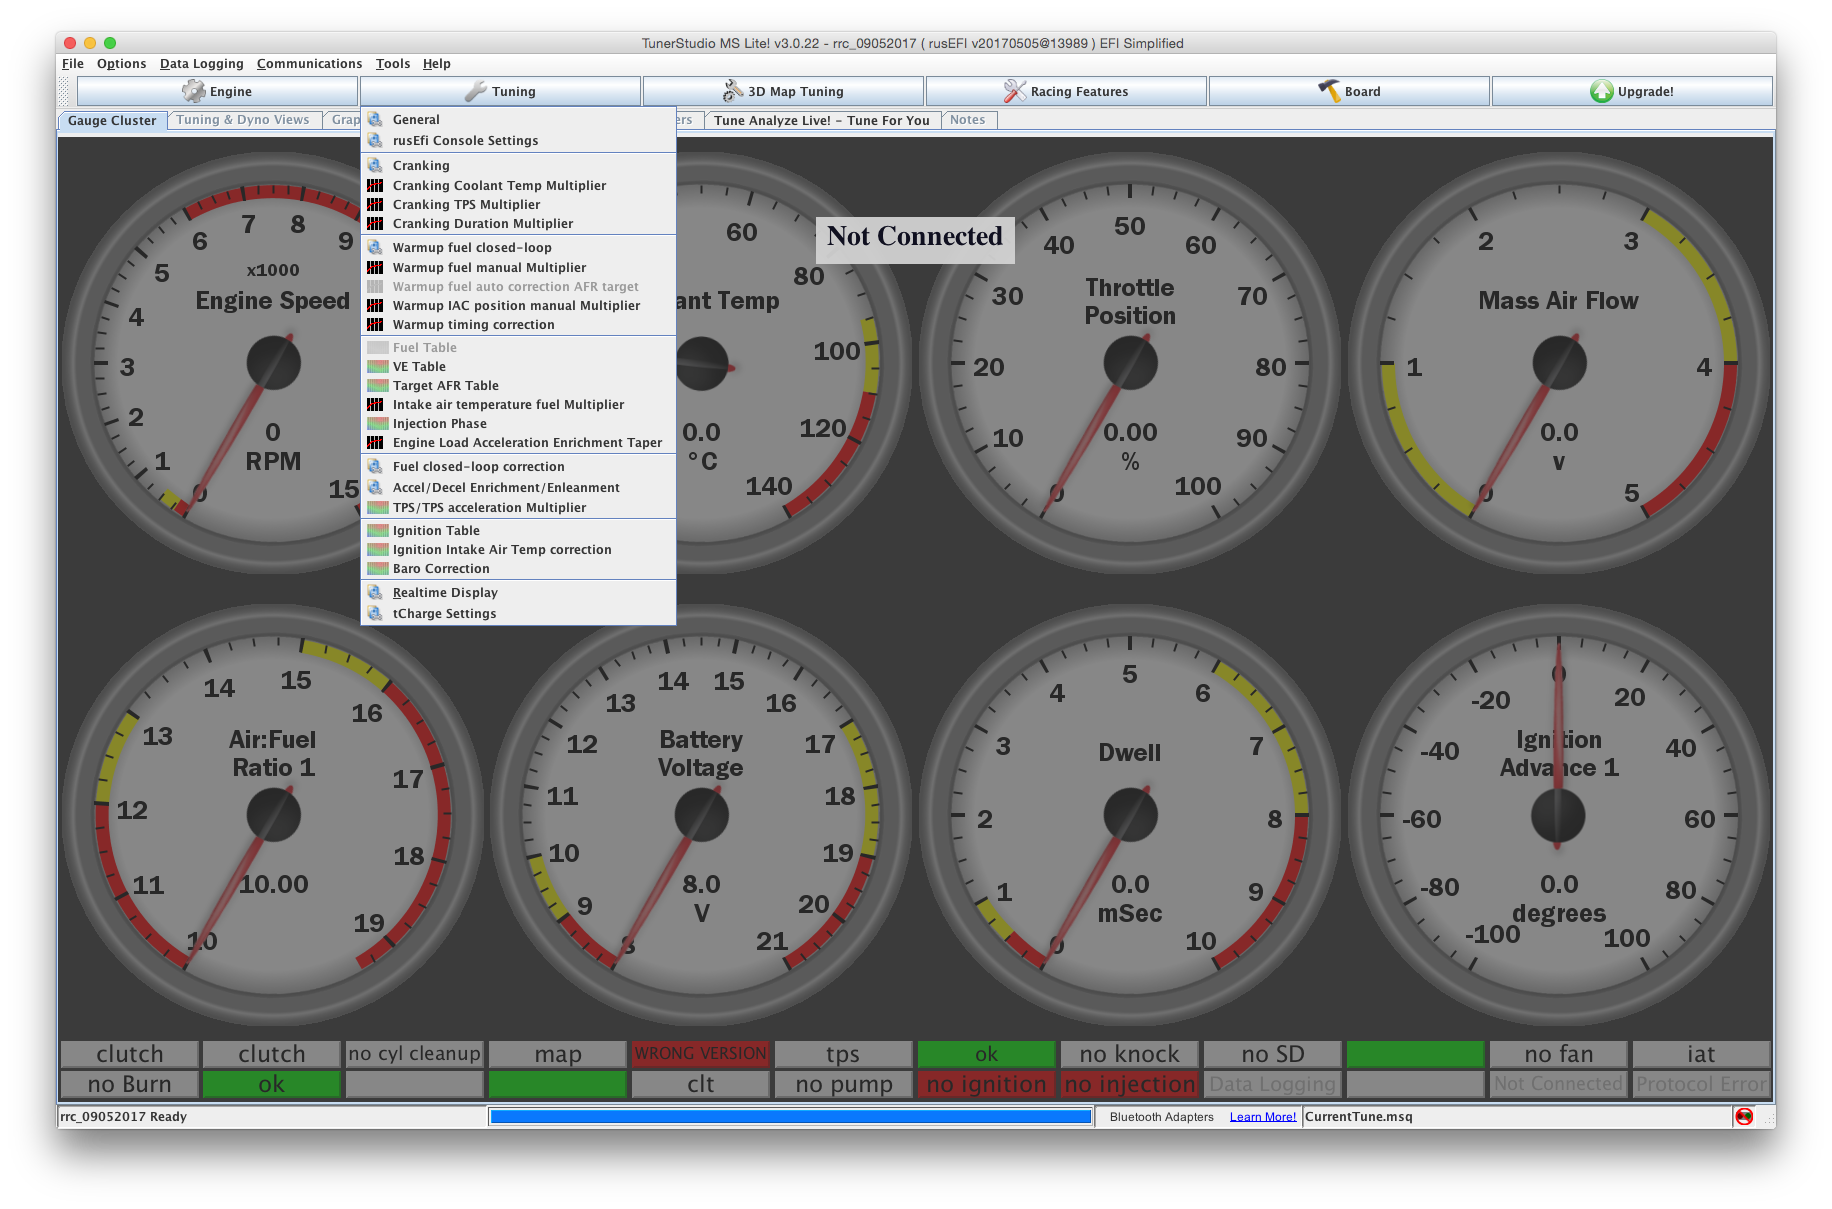 TunerStudio MS Lite! v3.0.22 - rrc_09052017 ( rusEFI v20170505@13989 ) EFI Simplified
File Options Data Logging Communications Tools Help
Engine Tuning 3D Map Tuning Racing Features Board Upgrade!
Gauge Cluster Tuning & Dyno Views Tune Analyze Live! - Tune For You Notes
General
rusEfi Console Settings
Cranking
Cranking Coolant Temp Multiplier
Cranking TPS Multiplier
Cranking Duration Multiplier
Warmup fuel closed-loop
Warmup fuel manual Multiplier
Warmup fuel auto correction AFR target
Warmup IAC position manual Multiplier
Warmup timing correction
Fuel Table
VE Table
Target AFR Table
Intake air temperature fuel Multiplier
Injection Phase
Engine Load Acceleration Enrichment Taper
Fuel closed-loop correction
Accel/Decel Enrichment/Enleanment
TPS/TPS acceleration Multiplier
Ignition Table
Ignition Intake Air Temp correction
Baro Correction
Realtime Display
tCharge Settings
Not Connected
0 1 2 3 4 5 6 7 8 9 15
x1000
Engine Speed
0
RPM
60 80 100 120 140
ant Temp
0.0
°C
0 10 20 30 40 50 60 70 80 90 100
Throttle
Position
0.00
%
0 1 2 3 4 5
Mass Air Flow
0.0
v
10 11 12 13 14 15 16 17 18 19
Air:Fuel
Ratio 1
10.00
8 9 10 11 12 13 14 15 16 17 18 19 20 21
Battery
Voltage
8.0
V
0 1 2 3 4 5 6 7 8 9 10
Dwell
0.0
mSec
-100 -80 -60 -40 -20 0 20 40 60 80 100
Ignition
Advance 1
0.0
degrees
clutch clutch no cyl cleanup map WRONG VERSION tps ok no knock no SD no fan iat
no Burn ok clt no pump no ignition no injection Data Logging Not Connected Protocol Error
rrc_09052017 Ready Bluetooth Adapters Learn More! CurrentTune.msq